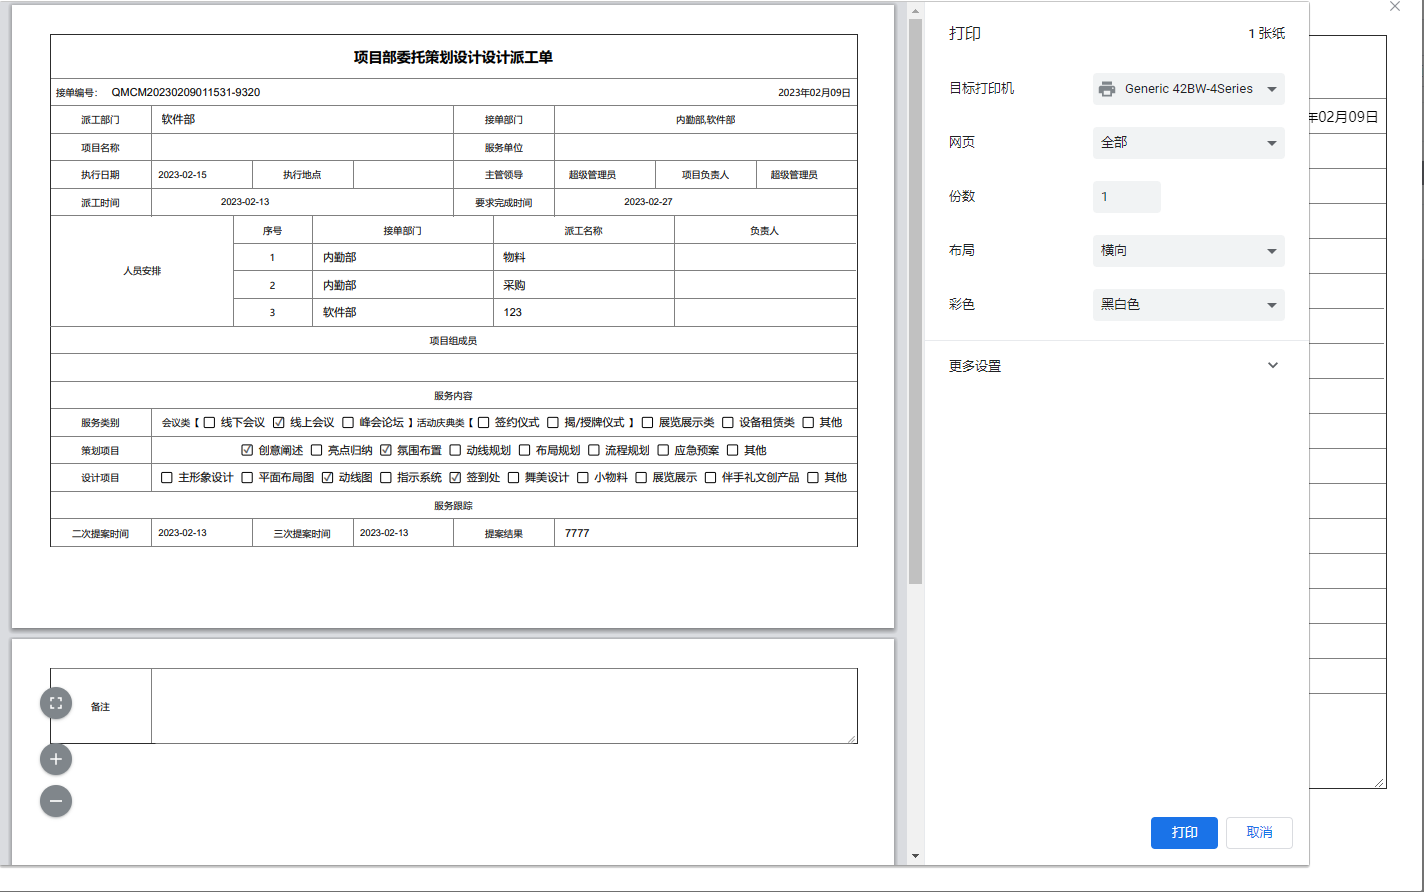 项目部委托策划设计设计派工单
接单编号： QMCM20230209011531-9320 2023年02月09日
派工部门 软件部 接单部门 内勤部,软件部
项目名称 服务单位
执行日期 2023-02-15 执行地点 主管领导 超级管理员 项目负责人 超级管理员
派工时间 2023-02-13 要求完成时间 2023-02-27
人员安排
序号 接单部门 派工名称 负责人
1 内勤部 物料
2 内勤部 采购
3 软件部 123
项目组成员
服务内容
服务类别 会议类【 线下会议 线上会议 峰会论坛 】活动庆典类【 签约仪式 揭/授牌仪式 】 展览展示类 设备租赁类 其他
策划项目 创意阐述 亮点归纳 氛围布置 动线规划 布局规划 流程规划 应急预案 其他
设计项目 主形象设计 平面布局图 动线图 指示系统 签到处 舞美设计 小物料 展览展示 伴手礼文创产品 其他
服务跟踪
二次提案时间 2023-02-13 三次提案时间 2023-02-13 提案结果 7777
备注
打印 1 张纸
目标打印机 Generic 42BW-4Series
网页 全部
份数 1
布局 横向
彩色 黑白色
更多设置
打印 取消
年02月09日